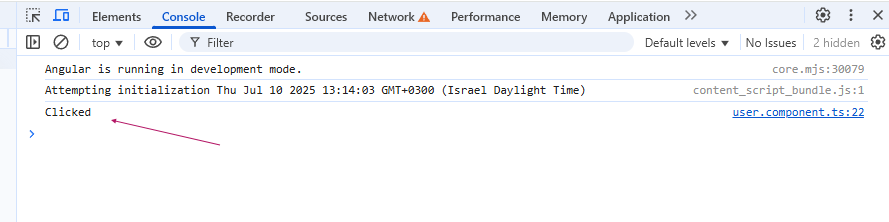 Elements Console Recorder Sources Network Performance Memory Application
top Filter Default levels No Issues 2 hidden
Angular is running in development mode. core.mjs:30079
Attempting initialization Thu Jul 10 2025 13:14:03 GMT+0300 (Israel Daylight Time) content_script_bundle.js:1
Clicked user.component.ts:22